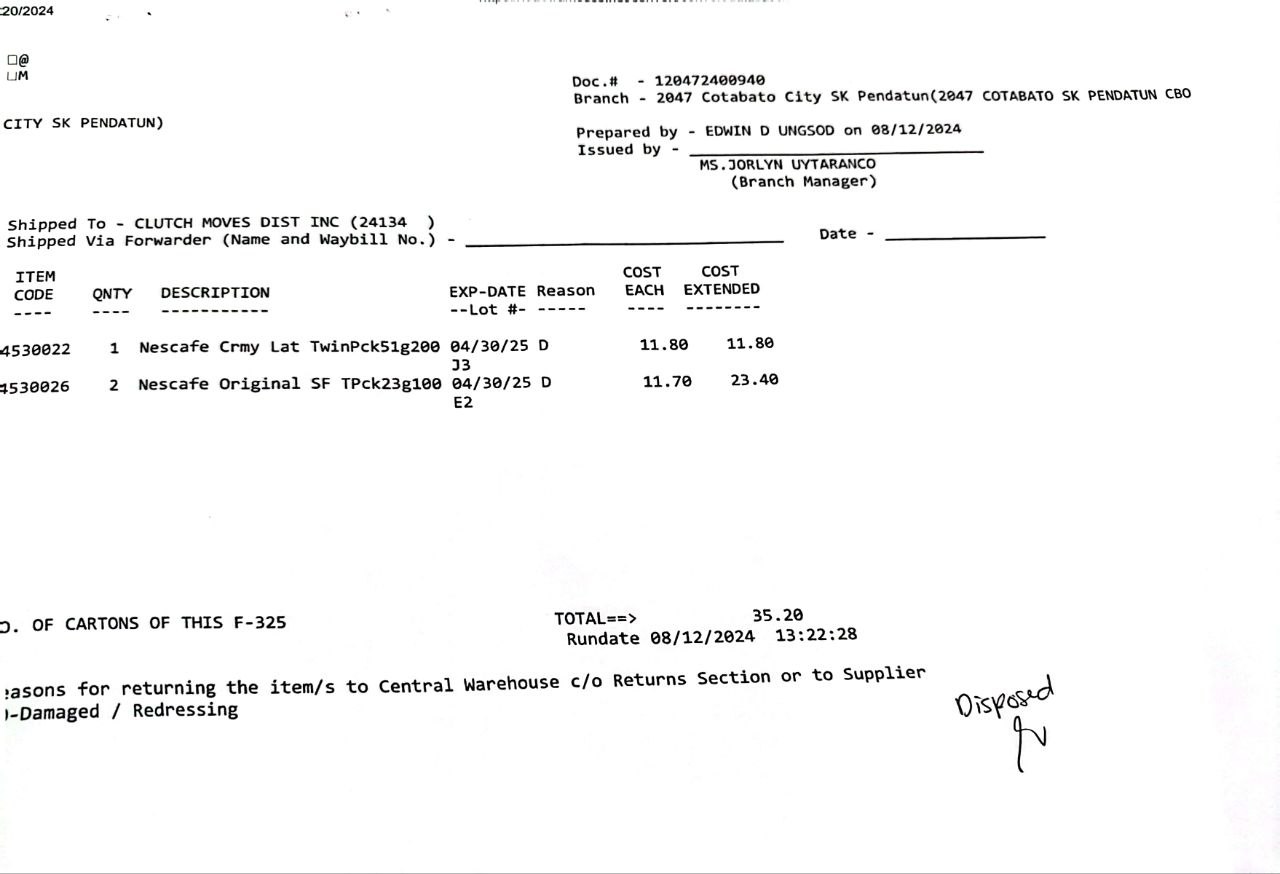 20/2024
□@
□M
Doc.# - 120472400940
Branch - 2047 Cotabato City SK Pendatun(2047 COTABATO SK PENDATUN CBO
CITY SK PENDATUN)
Prepared by - EDWIN D UNGSOD on 08/12/2024
Issued by - ____________________
MS.JORLYN UYTARANCO
(Branch Manager)
Shipped To - CLUTCH MOVES DIST INC (24134 )
Shipped Via Forwarder (Name and Waybill No.) - ____________________ Date - __________
ITEM COST COST
CODE QNTY DESCRIPTION EXP-DATE Reason EACH EXTENDED
---- ---- ----------- --Lot #- ----- ---- --------
4530022 1 Nescafe Crmy Lat TwinPck51g200 04/30/25 D 11.80 11.80
J3
4530026 2 Nescafe Original SF TPck23g100 04/30/25 D 11.70 23.40
E2
O. OF CARTONS OF THIS F-325 TOTAL==> 35.20
Rundate 08/12/2024 13:22:28
easons for returning the item/s to Central Warehouse c/o Returns Section or to Supplier
)-Damaged / Redressing
Disposed